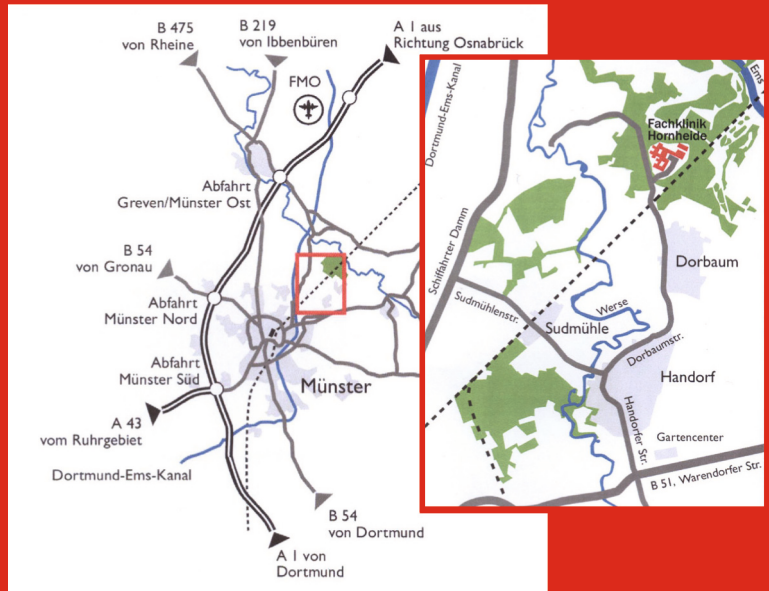 B 475
von Rheine
B 219
von Ibbenbüren
A 1 aus
Richtung Osnabrück
FMO
Abfahrt
Greven/Münster Ost
B 54
von Gronau
Abfahrt
Münster Nord
Abfahrt
Münster Süd
Münster
A 43
vom Ruhrgebiet
Dortmund-Ems-Kanal
B 54
von Dortmund
A 1 von
Dortmund
Dortmund-Ems-Kanal
Ems
Fachklinik
Hornheide
Schiffahrter Damm
Dorbaum
Werse
Sudmühlenstr.
Sudmühle
Dorbaumstr.
Handorf
Handorfer Str.
Gartencenter
B 51, Warendorfer Str.